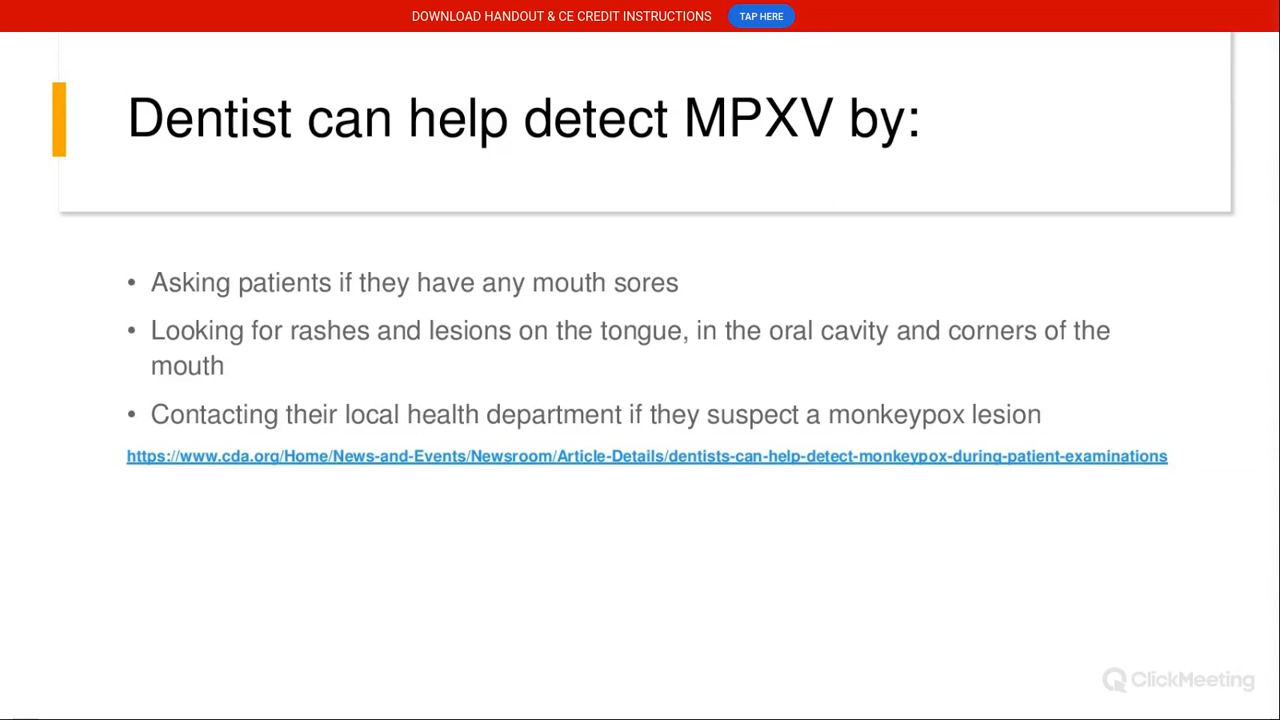 DOWNLOAD HANDOUT & CE CREDIT INSTRUCTIONS TAP HERE
Dentist can help detect MPXV by:
• Asking patients if they have any mouth sores
• Looking for rashes and lesions on the tongue, in the oral cavity and corners of the
mouth
• Contacting their local health department if they suspect a monkeypox lesion
https://www.cda.org/Home/News-and-Events/Newsroom/Article-Details/dentists-can-help-detect-monkeypox-during-patient-examinations
ClickMeeting